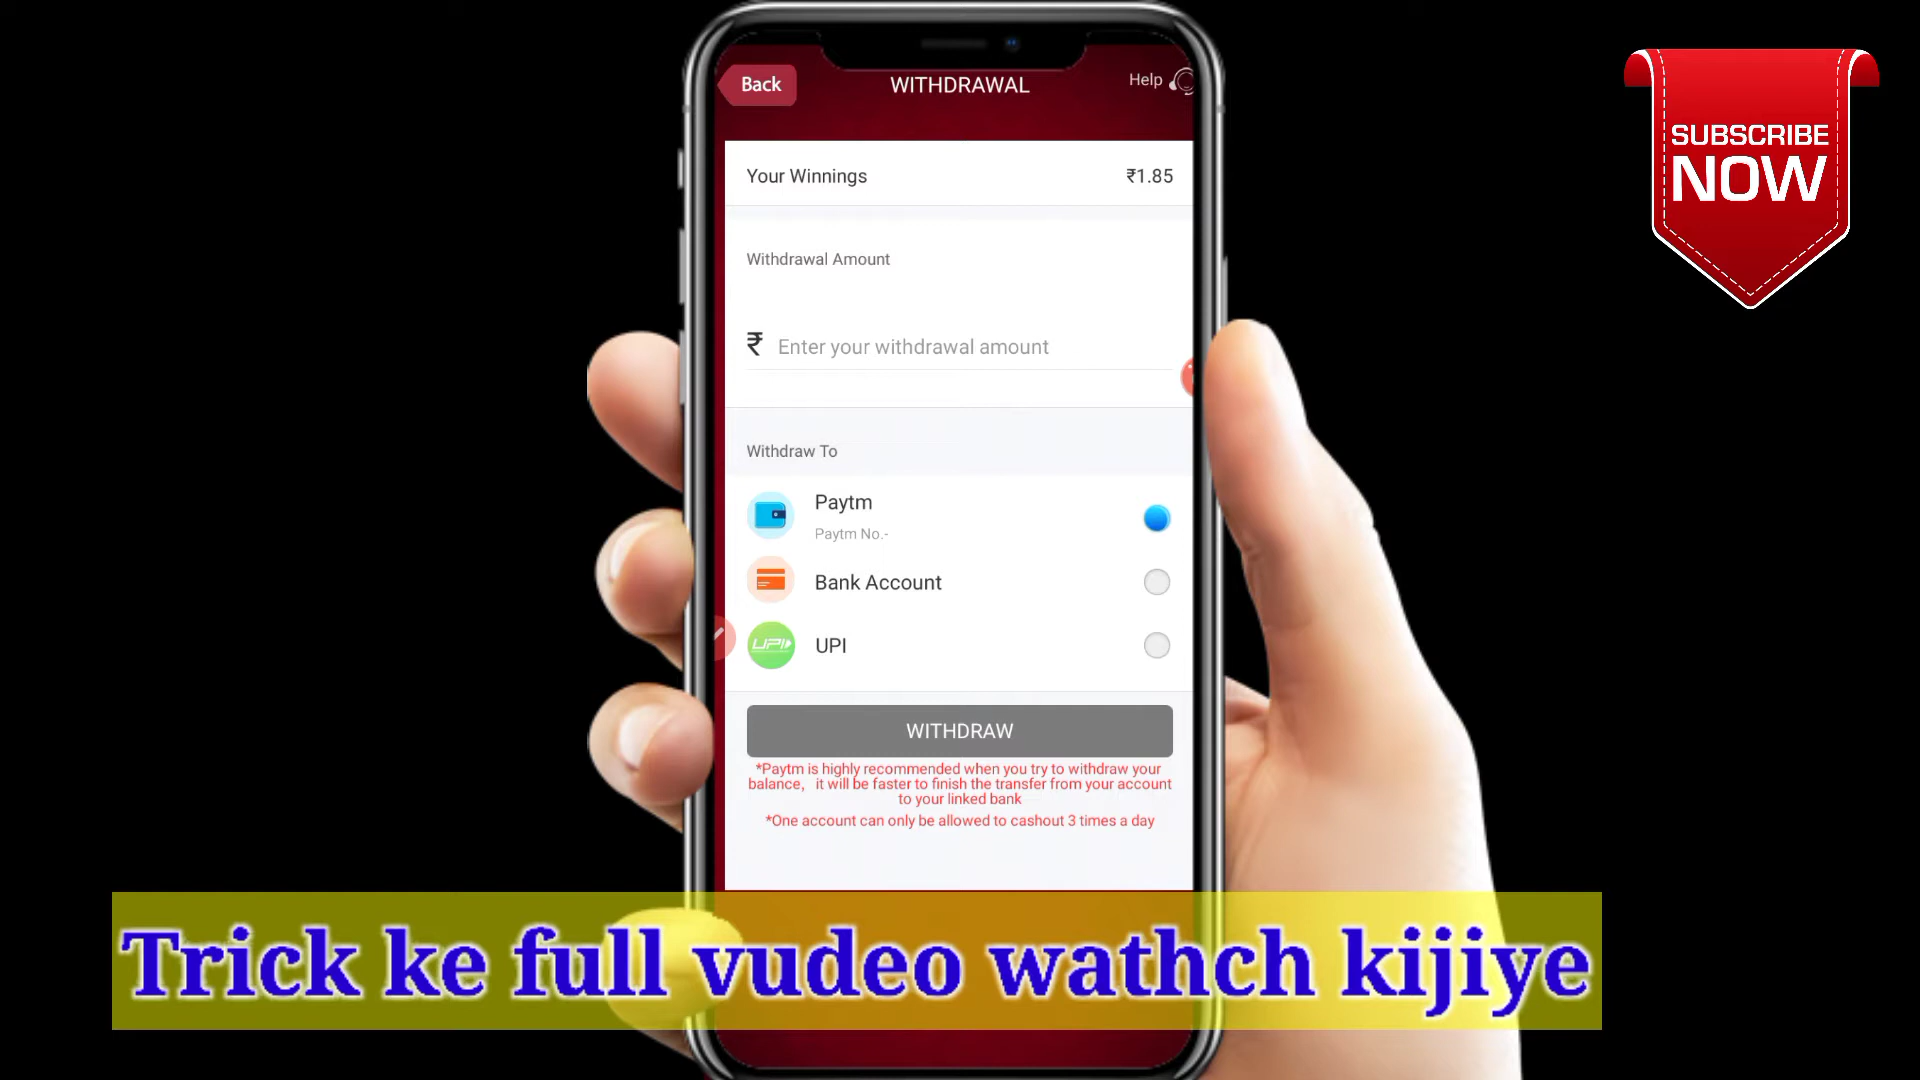 Back
WITHDRAWAL
Help
SUBSCRIBE
NOW
Your Winnings
₹1.85
Withdrawal Amount
₹ Enter your withdrawal amount
Withdraw To
Paytm
Paytm No.-
Bank Account
UPI
UPI
WITHDRAW
*Paytm is highly recommended when you try to withdraw your
balance, it will be faster to finish the transfer from your account
to your linked bank
*One account can only be allowed to cashout 3 times a day
Trick ke full vudeo wathch kijiye